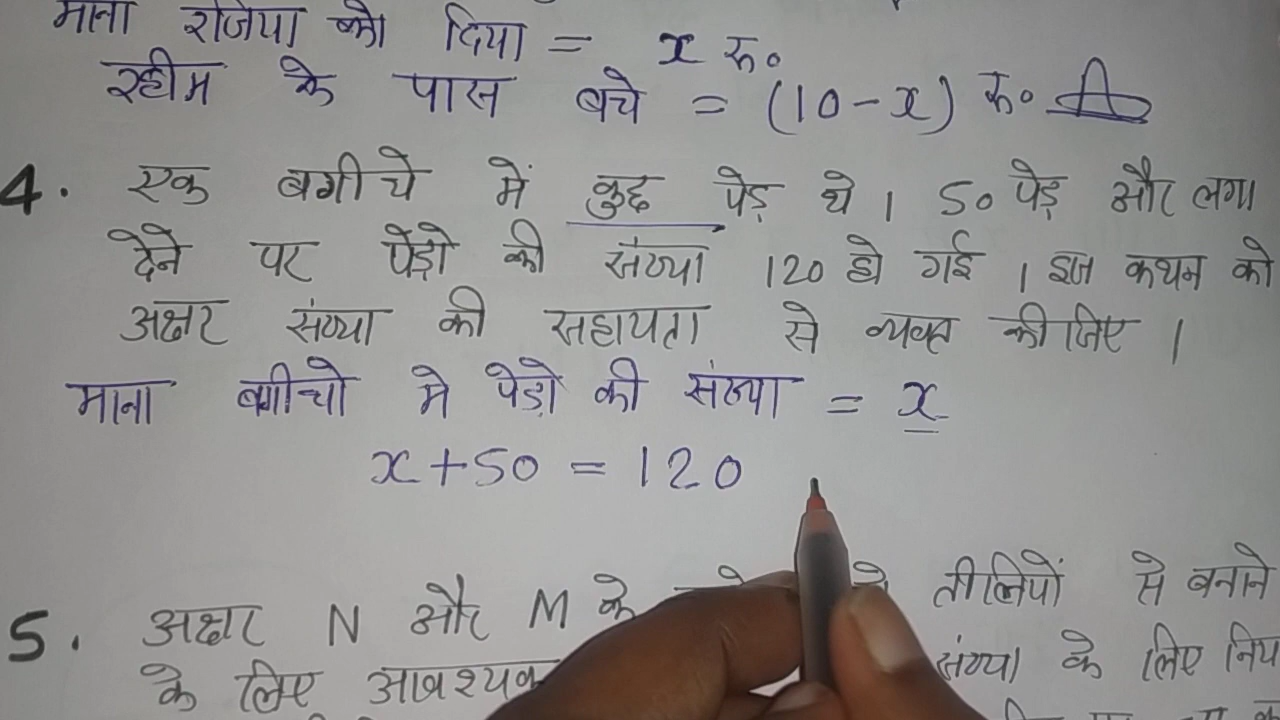 माना रजिया को दिया = x रु०
रहीम के पास बचे = (10-x) रु०
4. एक बगीचे में कुछ पेड़ थे । 50 पेड़ और लगा
देने पर पेड़ो की संख्या 120 हो गई । इस कथन को
अक्षर संख्या की सहायता से व्यक्त कीजिए ।
माना बगीचो मे पेडो की संख्या = x
x+50 = 120
5. अक्षर N और M के तीलियों से बनाने
के लिए आवश्यक संख्या के लिए निय